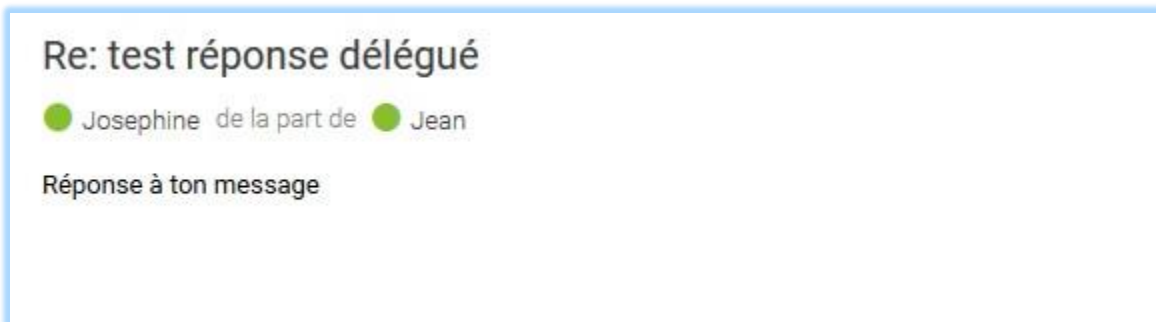 Re: test réponse délégué
Josephine de la part de Jean
Réponse à ton message